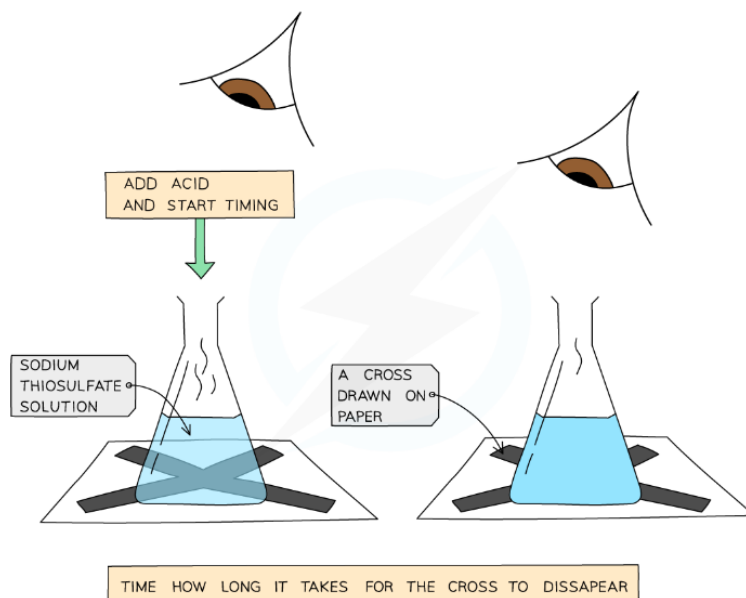 ADD ACID
AND START TIMING
SODIUM
THIOSULFATE
SOLUTION
A CROSS
DRAWN ON
PAPER
TIME HOW LONG IT TAKES FOR THE CROSS TO DISSAPEAR